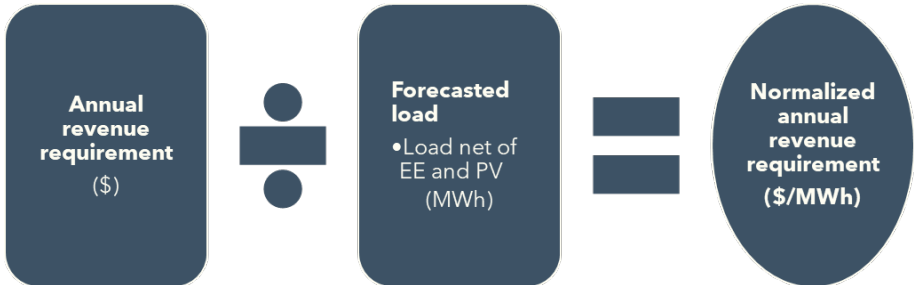 Annual
revenue
requirement
($)
Forecasted
load
•Load net of
EE and PV
(MWh)
Normalized
annual
revenue
requirement
($/MWh)